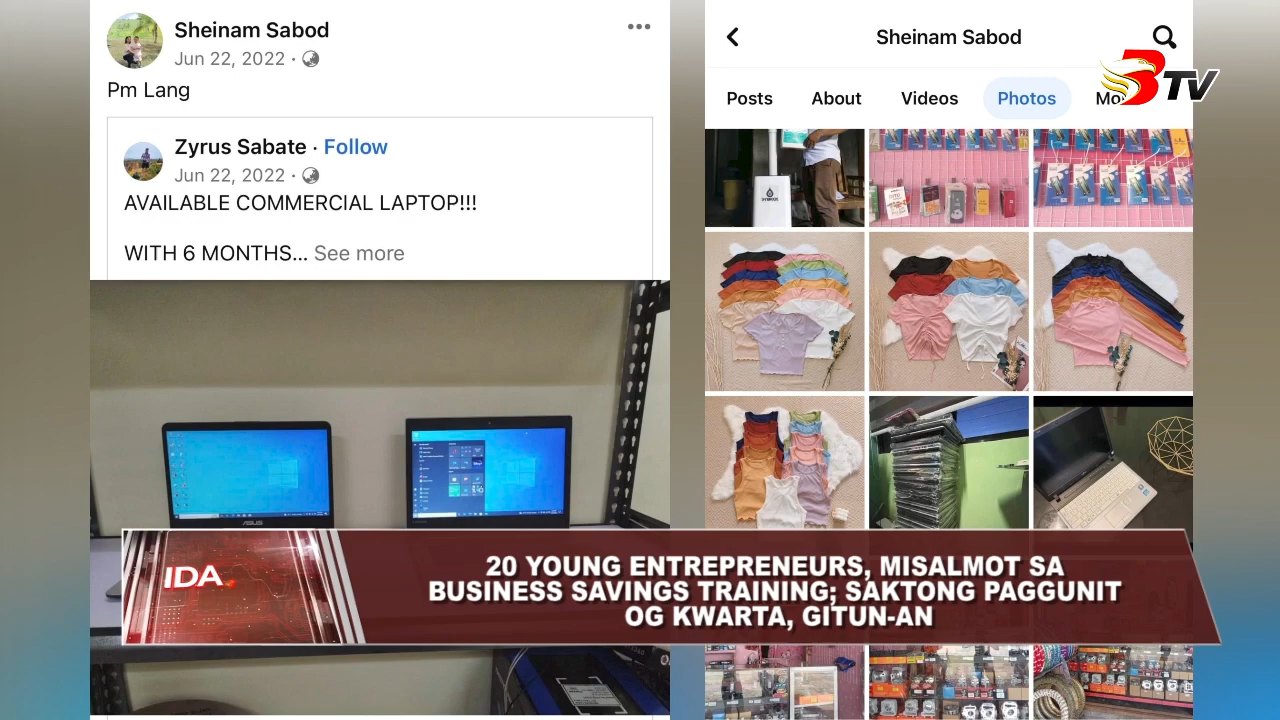 Sheinam Sabod
Jun 22, 2022 ·
Pm Lang
Zyrus Sabate · Follow
Jun 22, 2022 ·
AVAILABLE COMMERCIAL LAPTOP!!!
WITH 6 MONTHS... See more
ASUS
Sheinam Sabod
Posts About Videos Photos Mo
3TV
IDA
20 YOUNG ENTREPRENEURS, MISALMOT SA
BUSINESS SAVINGS TRAINING; SAKTONG PAGGUNIT
OG KWARTA, GITUN-AN